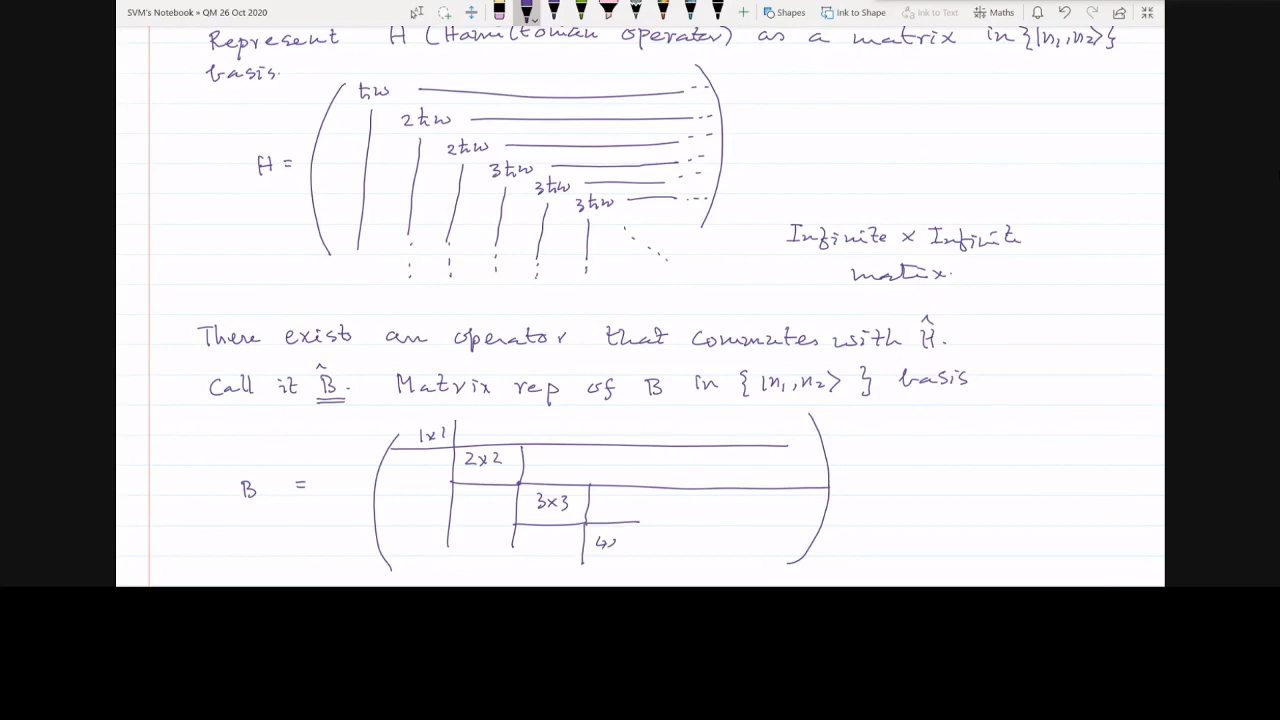 SVM's Notebook » QM 26 Oct 2020
Shapes Ink to Shape Ink to Text Maths
Represent H (Hamiltonian operator) as a matrix in {|n₁,n₂⟩}
basis.
ħω
2ħω
2ħω
H = 3ħω
3ħω
3ħω
Infinite × Infinite
matrix.
There exist an operator that commutes with Ĥ.
Call it B̂. Matrix rep of B in {|n₁,n₂⟩} basis
1×1
2×2
B = 3×3